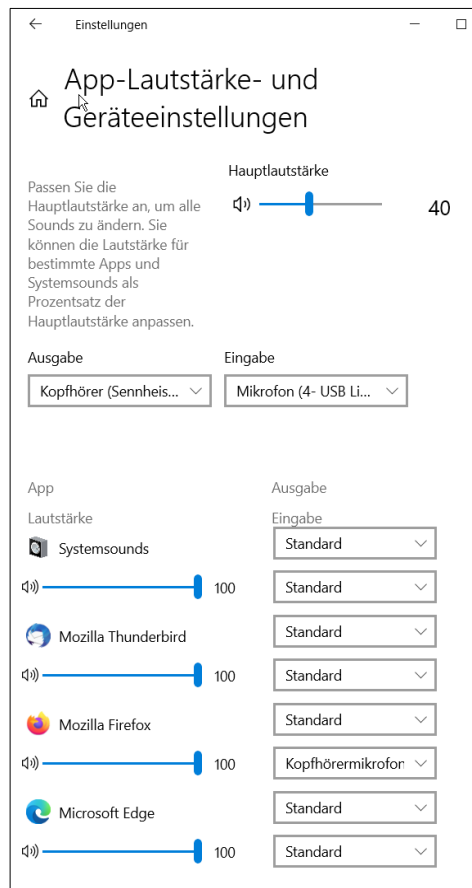 Einstellungen
App-Lautstärke- und
Geräteeinstellungen
Passen Sie die
Hauptlautstärke an, um alle
Sounds zu ändern. Sie
können die Lautstärke für
bestimmte Apps und
Systemsounds als
Prozentsatz der
Hauptlautstärke anpassen.
Hauptlautstärke
40
Ausgabe
Eingabe
Kopfhörer (Sennheis...
Mikrofon (4- USB Li...
App
Ausgabe
Lautstärke
Eingabe
Systemsounds
Standard
100
Standard
Mozilla Thunderbird
Standard
100
Standard
Mozilla Firefox
Standard
100
Kopfhörermikrofon
Microsoft Edge
Standard
100
Standard